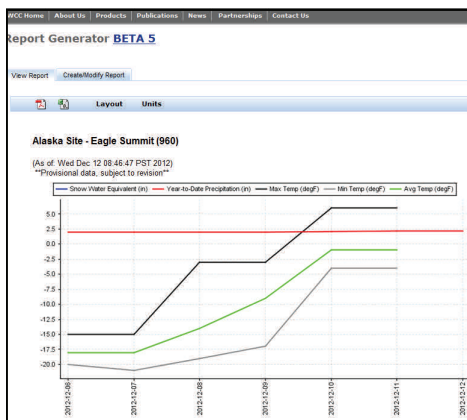 WCC Home | About Us | Products | Publications | News | Partnerships | Contact Us
Report Generator BETA 5
View Report Create/Modify Report
Layout Units
Alaska Site - Eagle Summit (960)
(As of: Wed Dec 12 08:46:47 PST 2012)
**Provisional data, subject to revision**
Snow Water Equivalent (in) Year-to-Date Precipitation (in) Max Temp (degF) Min Temp (degF) Avg Temp (degF)
5.0
2.5
0.0
-2.5
-5.0
-7.5
-10.0
-12.5
-15.0
-17.5
-20.0
2012-12-06
2012-12-07
2012-12-08
2012-12-09
2012-12-10
2012-12-11
2012-12-12